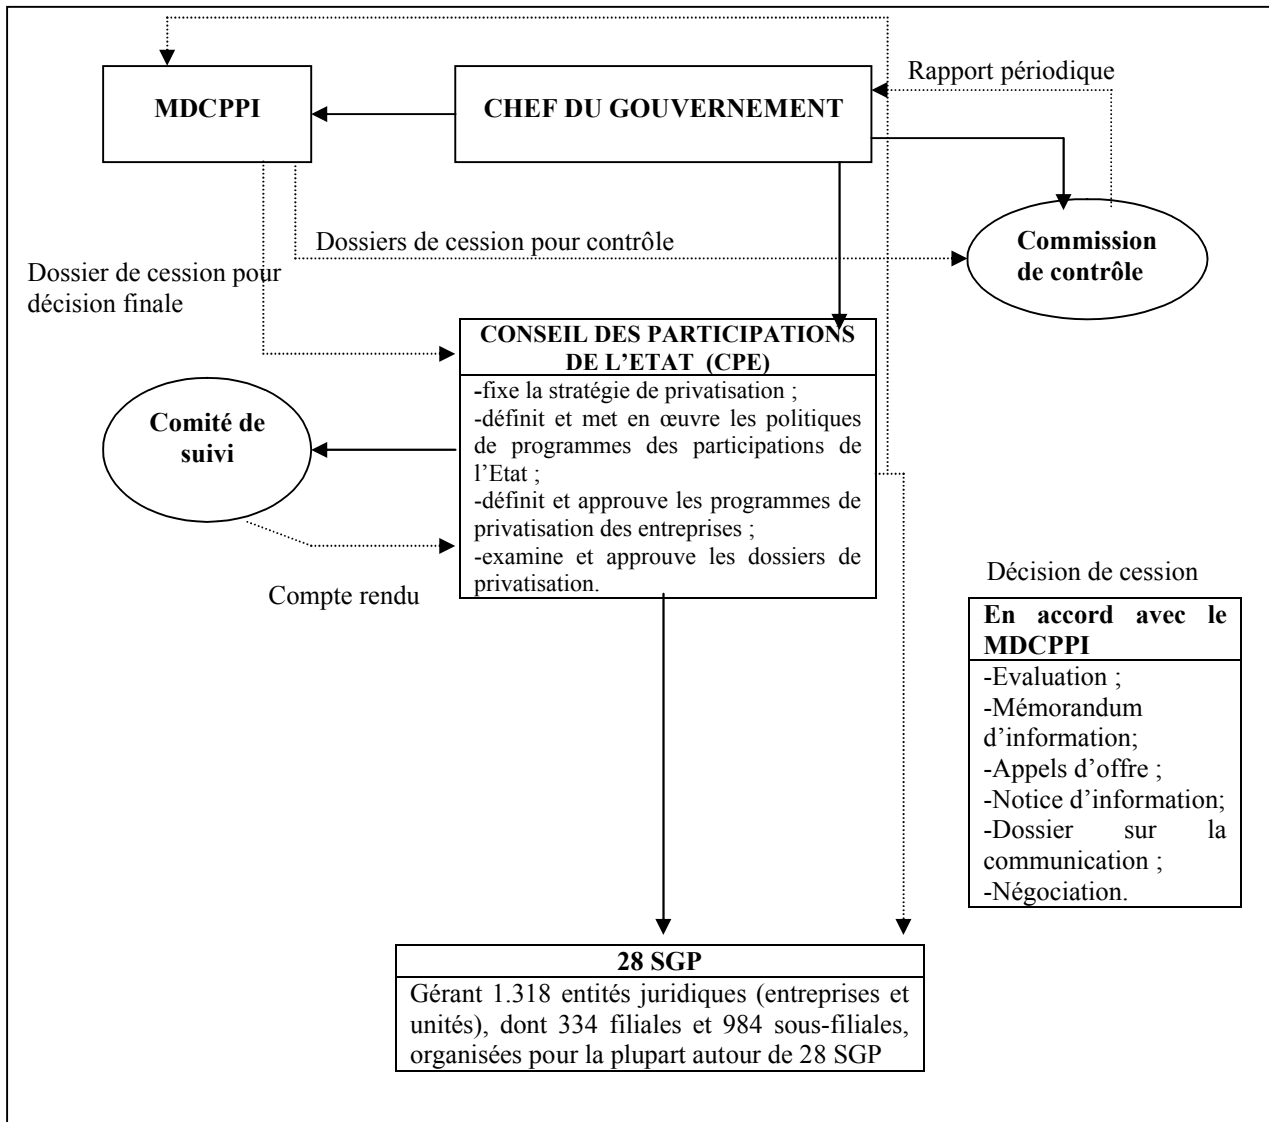 Rapport périodique
MDCPPI
CHEF DU GOUVERNEMENT
Commission
de contrôle
Dossiers de cession pour contrôle
Dossier de cession pour
décision finale
CONSEIL DES PARTICIPATIONS
DE L’ETAT (CPE)
-fixe la stratégie de privatisation ;
-définit et met en œuvre les politiques
de programmes des participations de
l’Etat ;
-définit et approuve les programmes de
privatisation des entreprises ;
-examine et approuve les dossiers de
privatisation.
Comité de
suivi
Compte rendu
Décision de cession
En accord avec le
MDCPPI
-Evaluation ;
-Mémorandum
d’information;
-Appels d’offre ;
-Notice d’information;
-Dossier sur la
communication ;
-Négociation.
28 SGP
Gérant 1.318 entités juridiques (entreprises et
unités), dont 334 filiales et 984 sous-filiales,
organisées pour la plupart autour de 28 SGP